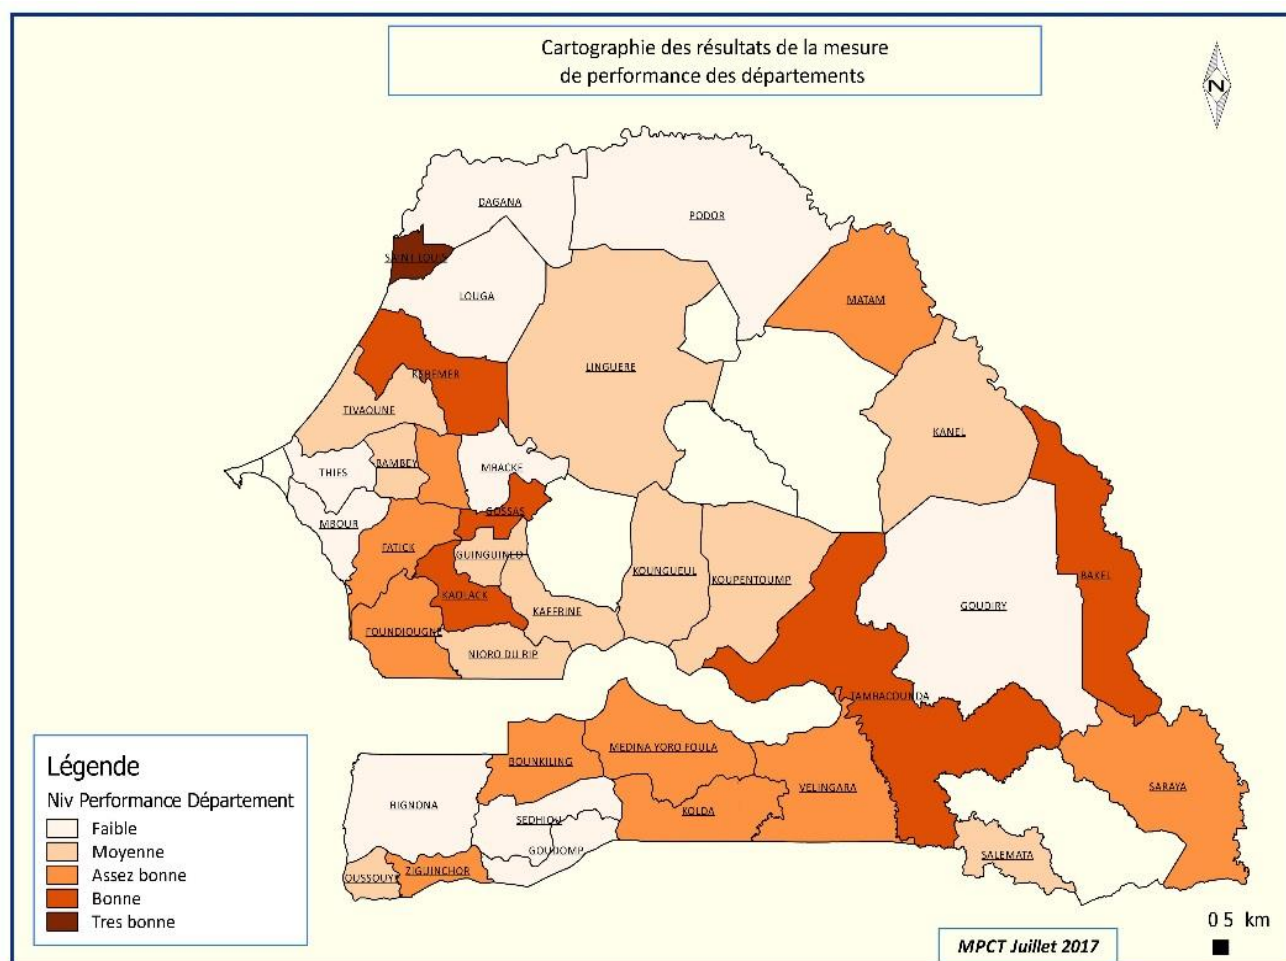 Cartographie des résultats de la mesure
de performance des départements
N
DAGANA
PODOR
SAINT LOUIS
LOUGA
MATAM
KEBEMER
LINGUERE
TIVAOUNE
KANEL
BAMBEY
THIES
MBACKE
MBOUR
GOSSAS
FATICK
GUINGUINEO
KOUNGUEUL
KOUPENTOUMP
BAKEL
KAOLACK
KAFFRINE
GOUDIRY
FOUNDIOUGNE
NIORO DU RIP
TAMBACOUNDA
MEDINA YORO FOULA
BOUNKILING
VELINGARA
SARAYA
BIGNONA
KOLDA
SEDHIOU
GOUDOMP
SALEMATA
ZIGUINCHOR
OUSSOUYE
Légende
Niv Performance Département
Faible
Moyenne
Assez bonne
Bonne
Tres bonne
0 5 km
MPCT Juillet 2017